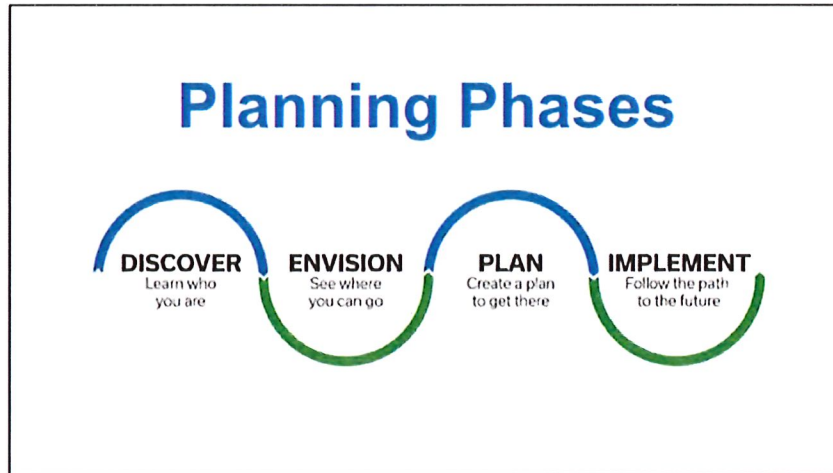 Planning Phases
DISCOVER
Learn who
you are
ENVISION
See where
you can go
PLAN
Create a plan
to get there
IMPLEMENT
Follow the path
to the future